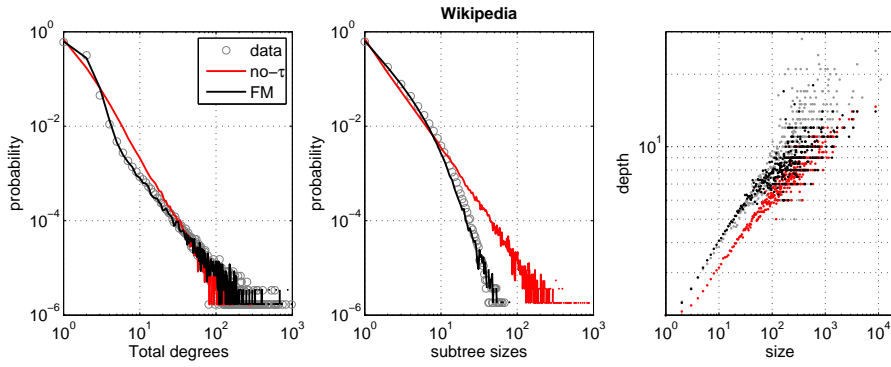 Wikipedia
10^0
10^-2
10^-4
10^-6
probability
10^0
10^1
10^2
10^3
Total degrees
data
no-τ
FM
10^0
10^-2
10^-4
10^-6
probability
10^0
10^1
10^2
10^3
subtree sizes
10^1
depth
10^0
10^1
10^2
10^3
10^4
size